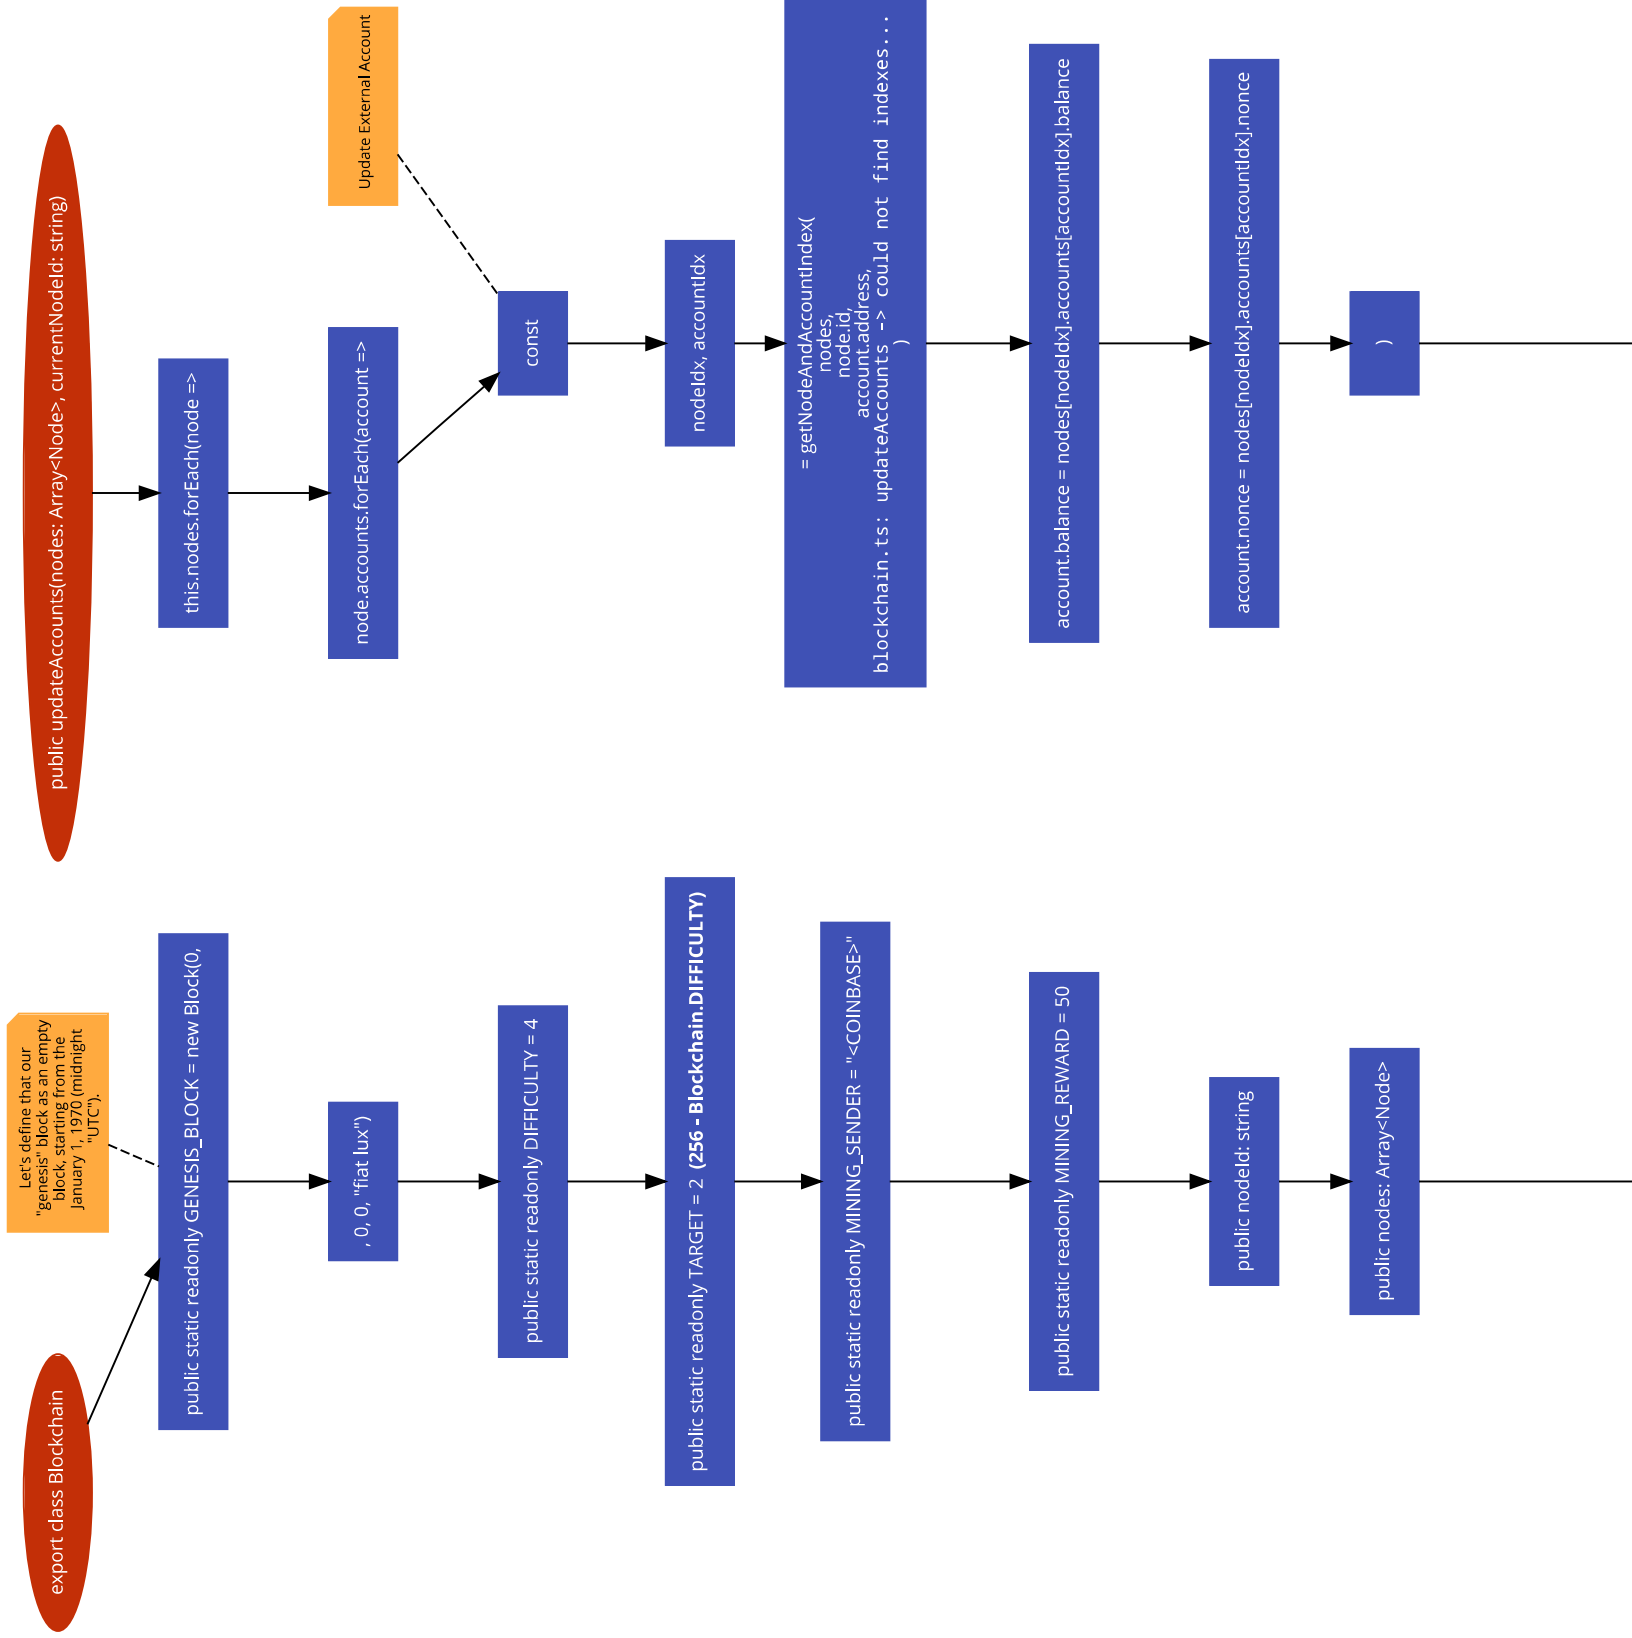 export class Blockchain
Let's define that our
"genesis" block as an empty
block, starting from the
January 1, 1970 (midnight
"UTC").
public static readonly GENESIS_BLOCK = new Block(0,
, 0, 0, "fiat lux")
public static readonly DIFFICULTY = 4
public static readonly TARGET = 2 (256 - Blockchain.DIFFICULTY)
public static readonly MINING_SENDER = "<COINBASE>"
public static readonly MINING_REWARD = 50
public nodeId: string
public nodes: Array<Node>
public updateAccounts(nodes: Array<Node>, currentNodeId: string)
this.nodes.forEach(node =>
node.accounts.forEach(account =>
Update External Account
const
nodeIdx, accountIdx
= getNodeAndAccountIndex(
nodes,
node.id,
account.address,
blockchain.ts: updateAccounts -> could not find indexes...
)
account.balance = nodes[nodeIdx].accounts[accountIdx].balance
account.nonce = nodes[nodeIdx].accounts[accountIdx].nonce
)